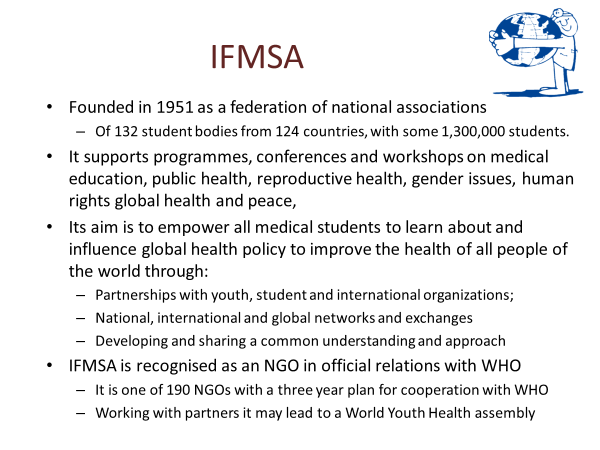 IFMSA
• Founded in 1951 as a federation of national associations
– Of 132 student bodies from 124 countries, with some 1,300,000 students.
• It supports programmes, conferences and workshops on medical
education, public health, reproductive health, gender issues, human
rights global health and peace,
• Its aim is to empower all medical students to learn about and
influence global health policy to improve the health of all people of
the world through:
– Partnerships with youth, student and international organizations;
– National, international and global networks and exchanges
– Developing and sharing a common understanding and approach
• IFMSA is recognised as an NGO in official relations with WHO
– It is one of 190 NGOs with a three year plan for cooperation with WHO
– Working with partners it may lead to a World Youth Health assembly